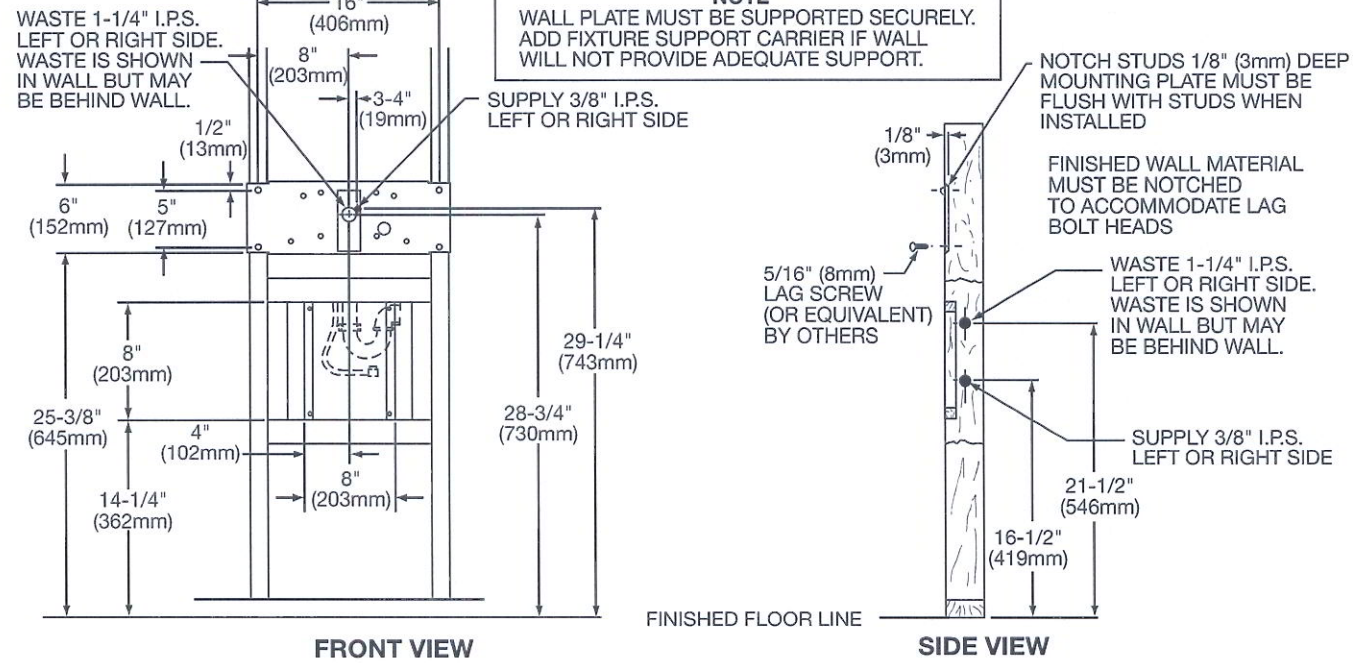 WASTE 1-1/4" I.P.S.
LEFT OR RIGHT SIDE.
WASTE IS SHOWN
IN WALL BUT MAY
BE BEHIND WALL.
16"
(406mm)
8"
(203mm)
3-4"
(19mm)
1/2"
(13mm)
NOTE
WALL PLATE MUST BE SUPPORTED SECURELY.
ADD FIXTURE SUPPORT CARRIER IF WALL
WILL NOT PROVIDE ADEQUATE SUPPORT.
SUPPLY 3/8" I.P.S.
LEFT OR RIGHT SIDE
6"
(152mm)
5"
(127mm)
8"
(203mm)
25-3/8"
(645mm)
14-1/4"
(362mm)
4"
(102mm)
8"
(203mm)
29-1/4"
(743mm)
28-3/4"
(730mm)
FRONT VIEW
NOTCH STUDS 1/8" (3mm) DEEP
MOUNTING PLATE MUST BE
FLUSH WITH STUDS WHEN
INSTALLED
1/8"
(3mm)
FINISHED WALL MATERIAL
MUST BE NOTCHED
TO ACCOMMODATE LAG
BOLT HEADS
5/16" (8mm)
LAG SCREW
(OR EQUIVALENT)
BY OTHERS
WASTE 1-1/4" I.P.S.
LEFT OR RIGHT SIDE.
WASTE IS SHOWN
IN WALL BUT MAY
BE BEHIND WALL.
SUPPLY 3/8" I.P.S.
LEFT OR RIGHT SIDE
21-1/2"
(546mm)
16-1/2"
(419mm)
FINISHED FLOOR LINE
SIDE VIEW